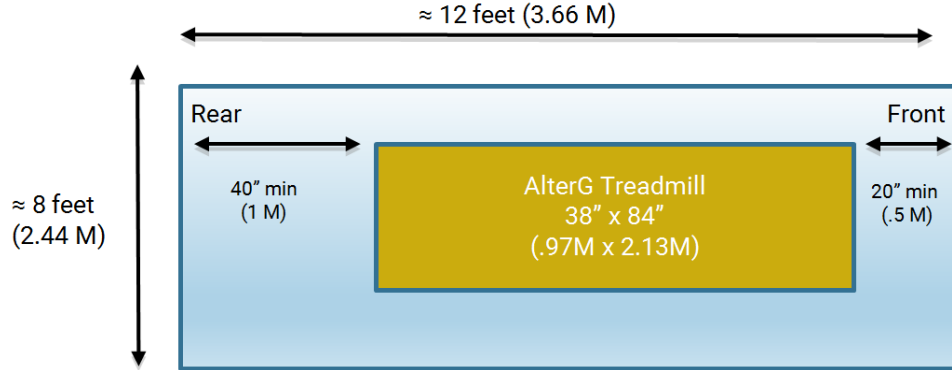 ≈ 12 feet (3.66 M)
Rear
Front
40” min
(1 M)
AlterG Treadmill
38” x 84”
(.97M x 2.13M)
20” min
(.5 M)
≈ 8 feet
(2.44 M)